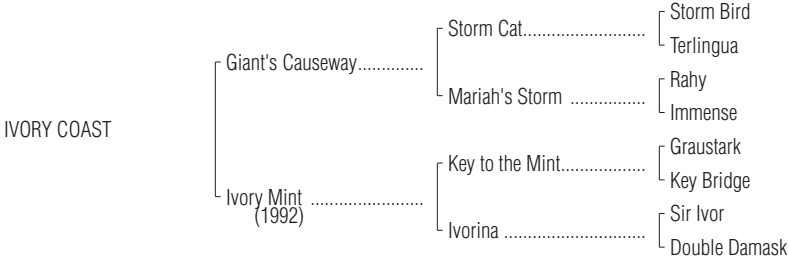 Storm Bird
Storm Cat..........................
Terlingua
Giant's Causeway..............
Rahy
Mariah's Storm ................
Immense
IVORY COAST
Graustark
Key to the Mint..................
Key Bridge
Ivory Mint ........................
(1992)
Sir Ivor
Ivorina ..............................
Double Damask